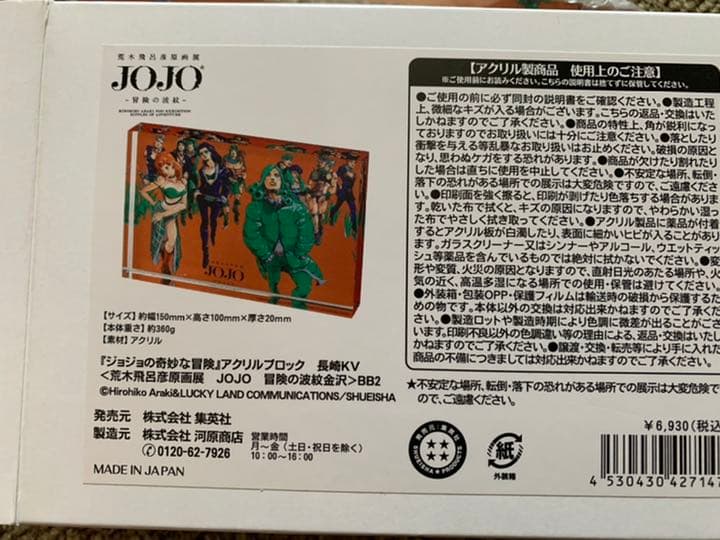 荒木飛呂彦原画展
JOJO
-冒険の波紋-
HIROHIKO ARAKI JOJO EXHIBITION
RIPPLES OF ADVENTURE
JOJO
【サイズ】約幅150mm×高さ100mm×厚さ20mm
【本体重さ】約360g
【素材】アクリル
『ジョジョの奇妙な冒険』アクリルブロック 長崎KV
<荒木飛呂彦原画展 JOJO 冒険の波紋金沢>BB2
©Hirohiko Araki&LUCKY LAND COMMUNICATIONS/SHUEISHA
発売元 株式会社 集英社
製造元 株式会社 河原商店
✆0120-62-7926
営業時間
月～金（土日・祝日を除く）
10：00～16：00
MADE IN JAPAN
【アクリル製商品 使用上のご注意】
※ご使用前にお読みください。こちらの説明書は捨てずに保管してください。
●ご使用の前に必ず同封の説明書をご確認ください。●製造工程
上、微細なキズが入る場合がございます。こちらの返品・交換はいた
しかねますのでご了承ください。●商品の特性上、角が鋭利になっ
ておりますのでお取り扱いには十分にご注意ください。●落としたり
衝撃を与える等乱暴なお取り扱いはお止めください。破損の原因と
なり、思わぬケガをする恐れがあります。●商品が欠けたり割れたり
した場合は直ちに使用を中止してください。●不安定な場所、転倒・
落下の恐れがある場所での展示は大変危険ですので、ご遠慮くださ
い。●印刷面を強く擦ると、印刷が剥げたり色落ちする場合がありま
す。乾いた布で拭くと、キズの原因になりますので、やわらかい湿っ
た布でやさしく拭き取ってください。●アクリル製品に薬品が付着
するとアクリル板が白濁したり、表面に細かいヒビが入ることがあり
ます。ガラスクリーナー又はシンナーやアルコール、ウエットティッ
シュ等薬品を含んでいるものでは絶対に拭かないでください。●変
形や変質、火災の原因となりますので、直射日光のあたる場所や、火
気の近く、高温多湿になる場所での使用・保管は避けてください。
●外装箱・包装OPP・保護フィルムは輸送時の破損から保護するた
めの物です。本体以外の交換は対応出来かねますのでご了承くださ
い。●製造ロットや製造時期により色調に微差が出ることがござい
ます。印刷不良以外の色調違い等の理由による、返品・交換はいたし
かねますのでご了承ください。●譲渡・交換・転売等により手に入れた
商品の不備につきましては対応出来かねますのでご了承ください。
★不安定な場所、転倒・落下の恐れがある場所での展示は大変危険で
ので、ご遠慮ください。
￥6,930(税込
発売元：集英社
SHUEISHA PRODUCTS
紙
外装箱
4 530430 42714